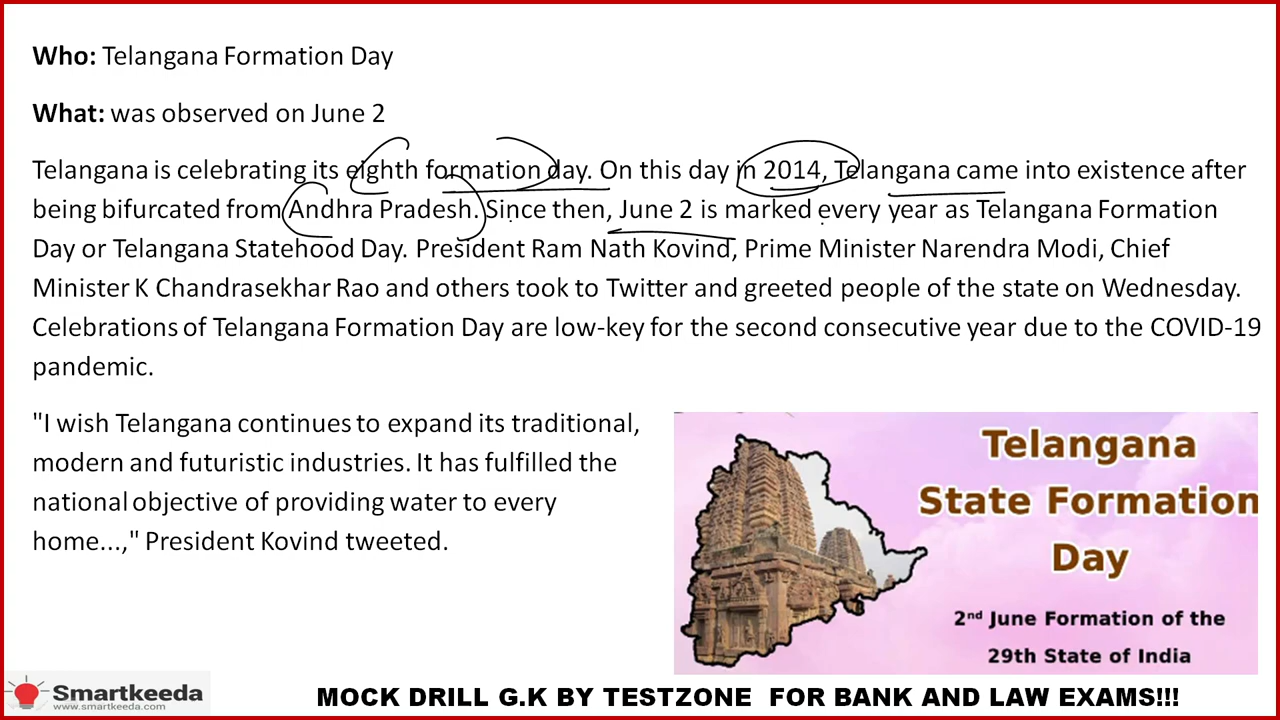 Who: Telangana Formation Day
What: was observed on June 2
Telangana is celebrating its eighth formation day. On this day in 2014, Telangana came into existence after
being bifurcated from Andhra Pradesh. Since then, June 2 is marked every year as Telangana Formation
Day or Telangana Statehood Day. President Ram Nath Kovind, Prime Minister Narendra Modi, Chief
Minister K Chandrasekhar Rao and others took to Twitter and greeted people of the state on Wednesday.
Celebrations of Telangana Formation Day are low-key for the second consecutive year due to the COVID-19
pandemic.
"I wish Telangana continues to expand its traditional,
modern and futuristic industries. It has fulfilled the
national objective of providing water to every
home...," President Kovind tweeted.
Telangana
State Formation
Day
2nd June Formation of the
29th State of India
Smartkeeda
www.smartkeeda.com
MOCK DRILL G.K BY TESTZONE FOR BANK AND LAW EXAMS!!!